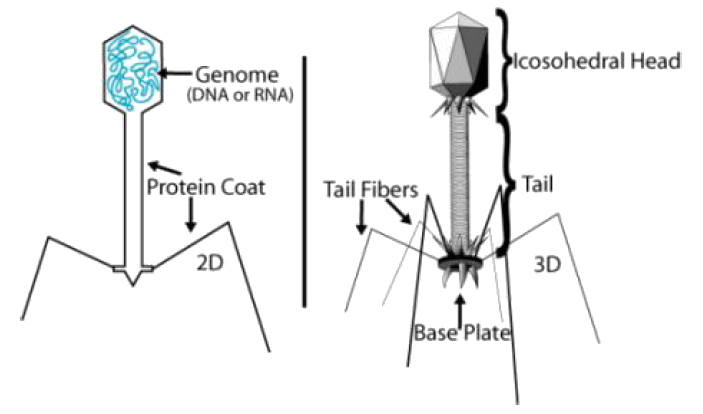 Genome
(DNA or RNA)
Protein Coat
2D
Icosohedral Head
Tail Fibers
Tail
3D
Base Plate